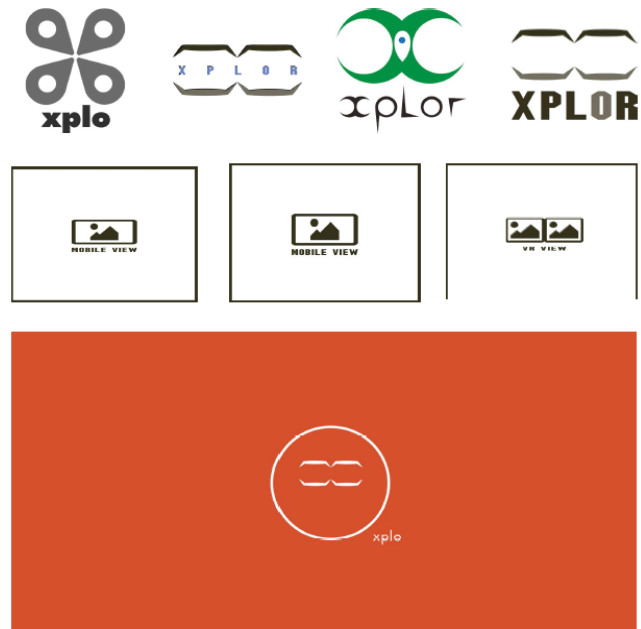 xplo
X P L O R
xpLor
XPLOR
MOBILE VIEW
MOBILE VIEW
VR VIEW
xplo